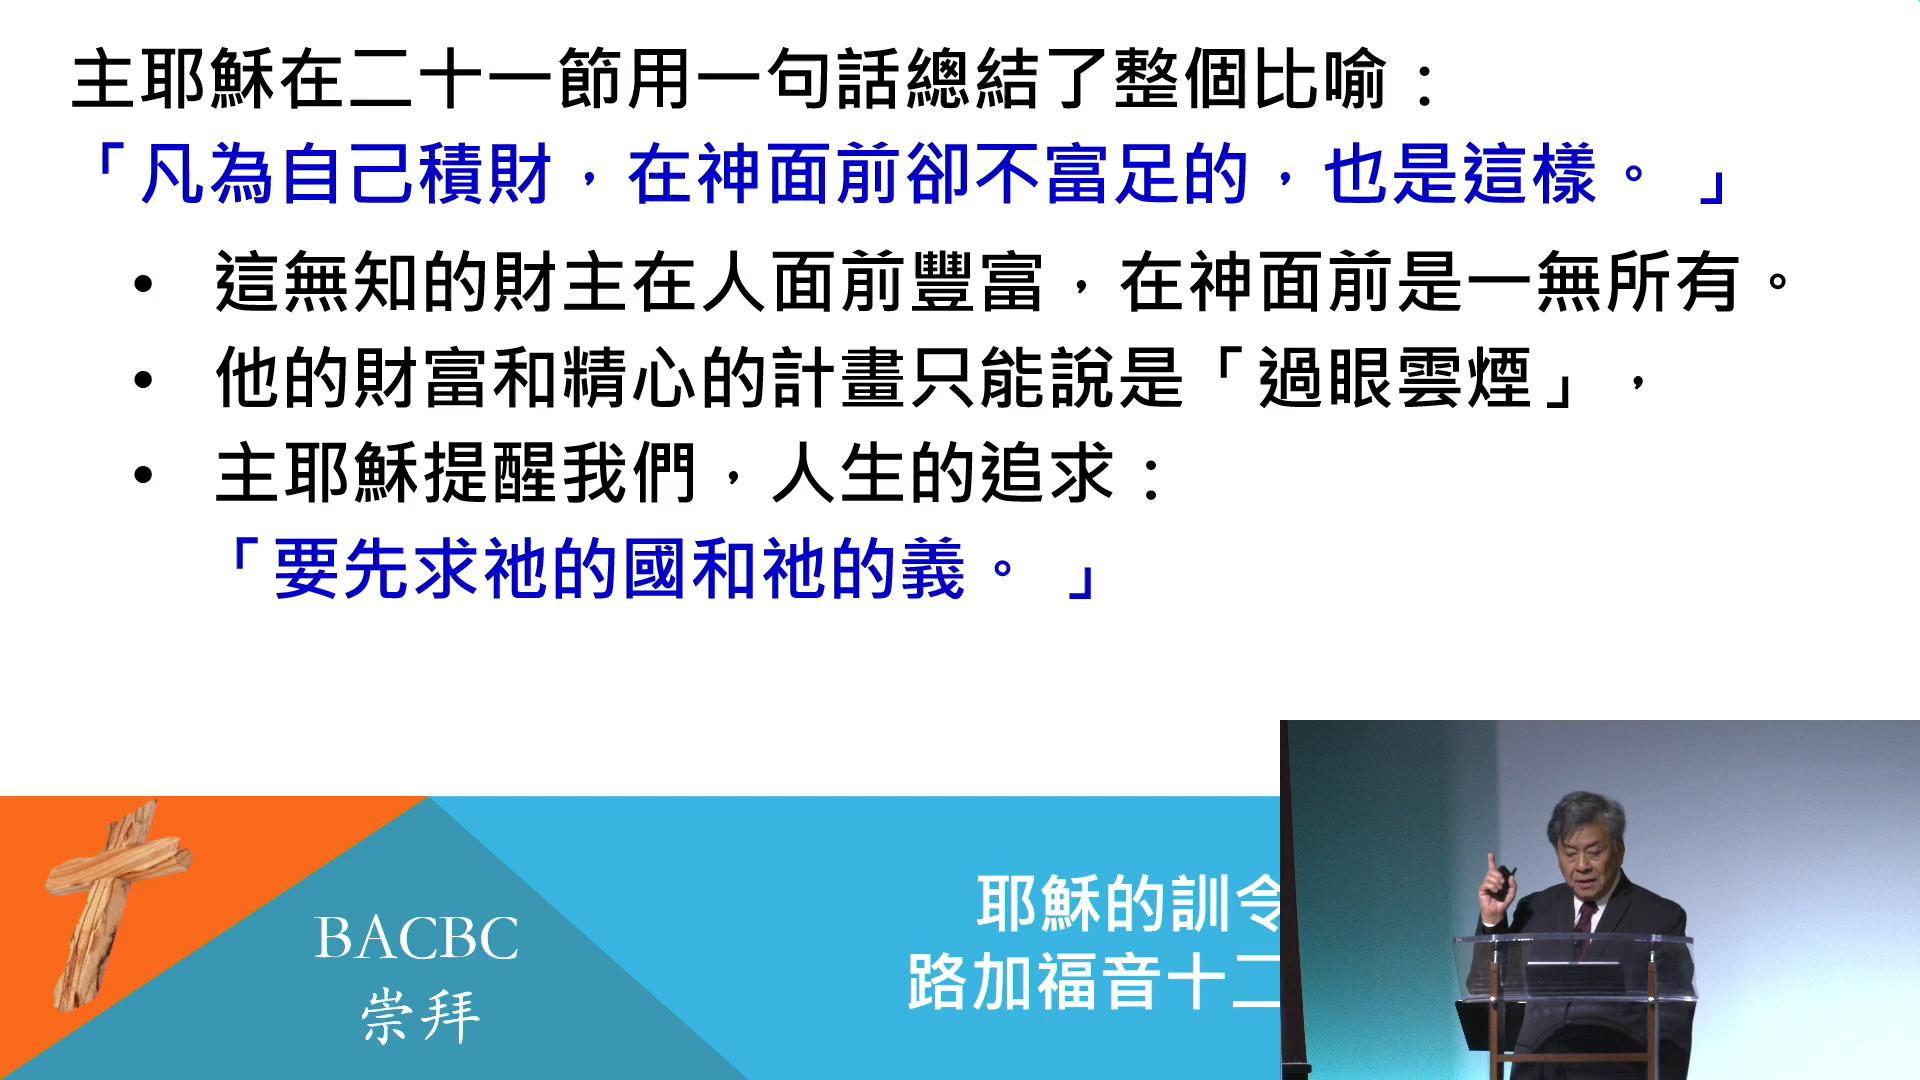 主耶穌在二十一節用一句話總結了整個比喻：
「凡為自己積財，在神面前卻不富足的，也是這樣。」
• 這無知的財主在人面前豐富，在神面前是一無所有。
• 他的財富和精心的計畫只能說是「過眼雲煙」，
• 主耶穌提醒我們，人生的追求：
「要先求祂的國和祂的義。」
耶穌的訓令
路加福音十二
BACBC
崇拜